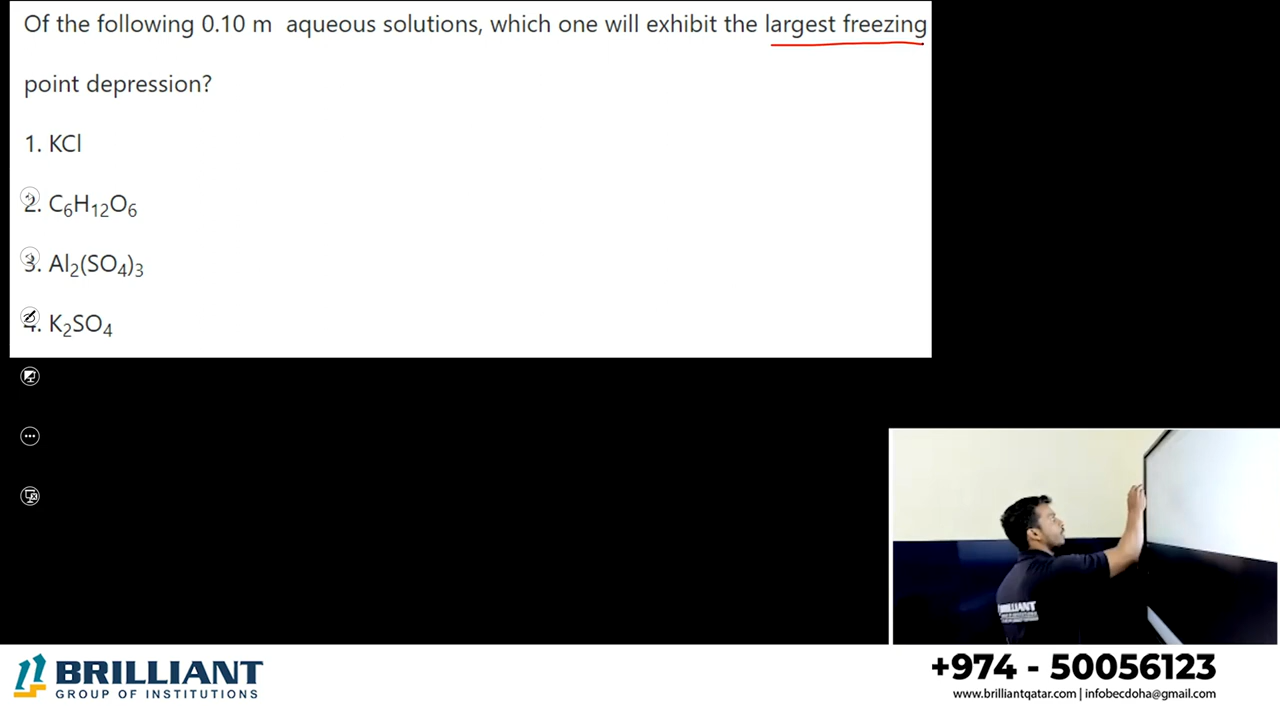 Of the following 0.10 m aqueous solutions, which one will exhibit the largest freezing
point depression?
1. KCl
2. C₆H₁₂O₆
3. Al₂(SO₄)₃
4. K₂SO₄
BRILLIANT
BRILLIANT
GROUP OF INSTITUTIONS
+974 - 50056123
www.brilliantqatar.com | infobecdoha@gmail.com